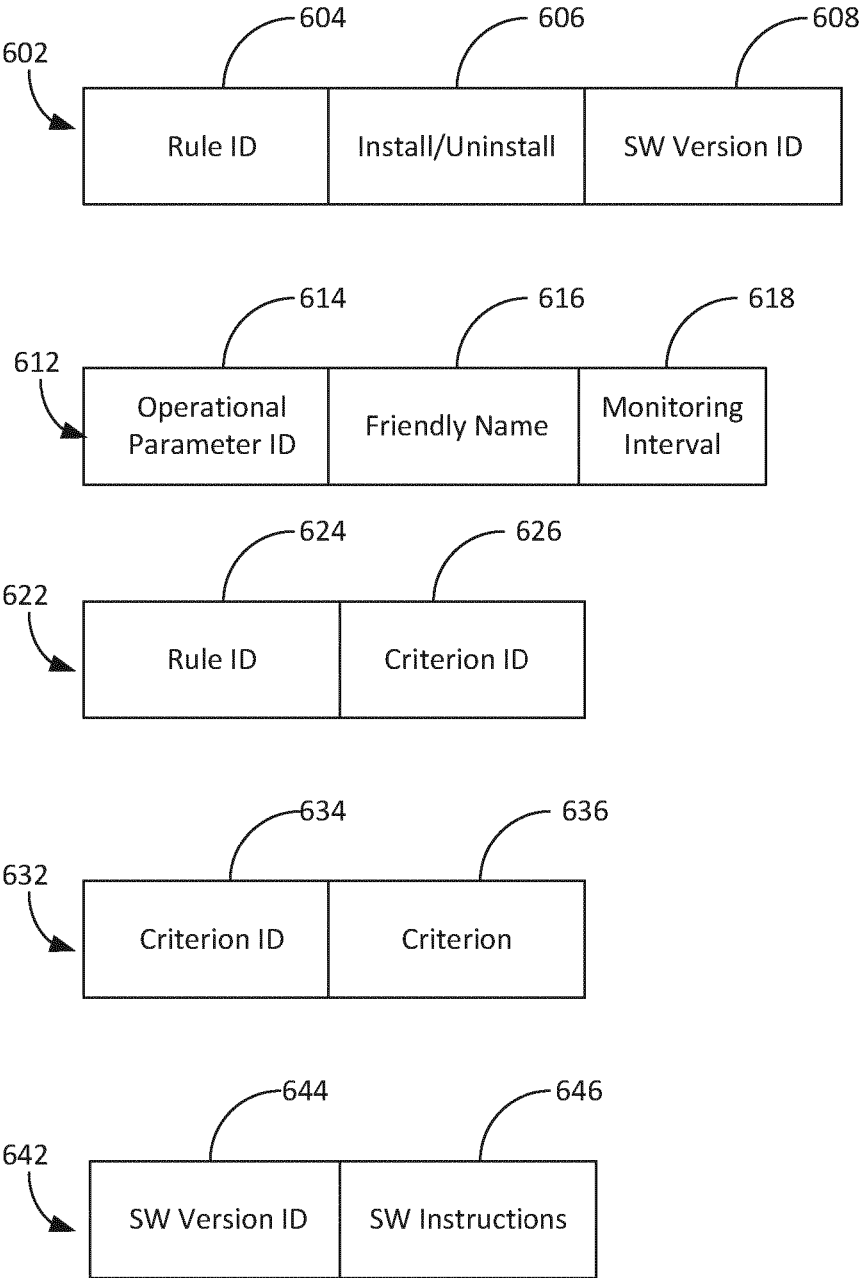 604 606 608
602
Rule ID Install/Uninstall SW Version ID
614 616 618
612
Operational Parameter ID Friendly Name Monitoring Interval
624 626
622
Rule ID Criterion ID
634 636
632
Criterion ID Criterion
644 646
642
SW Version ID SW Instructions